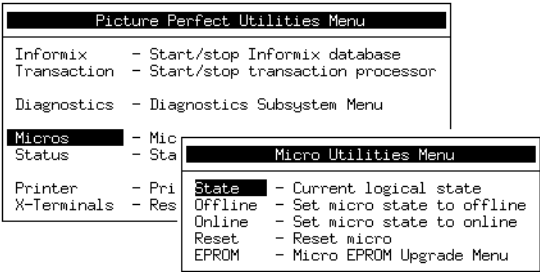 Picture Perfect Utilities Menu
Informix - Start/stop Informix database
Transaction - Start/stop transaction processor
Diagnostics - Diagnostics Subsystem Menu
Micros - Mic
Status - Sta
Printer - Pri
X-Terminals - Res
Micro Utilities Menu
State - Current logical state
Offline - Set micro state to offline
Online - Set micro state to online
Reset - Reset micro
EPROM - Micro EPROM Upgrade Menu